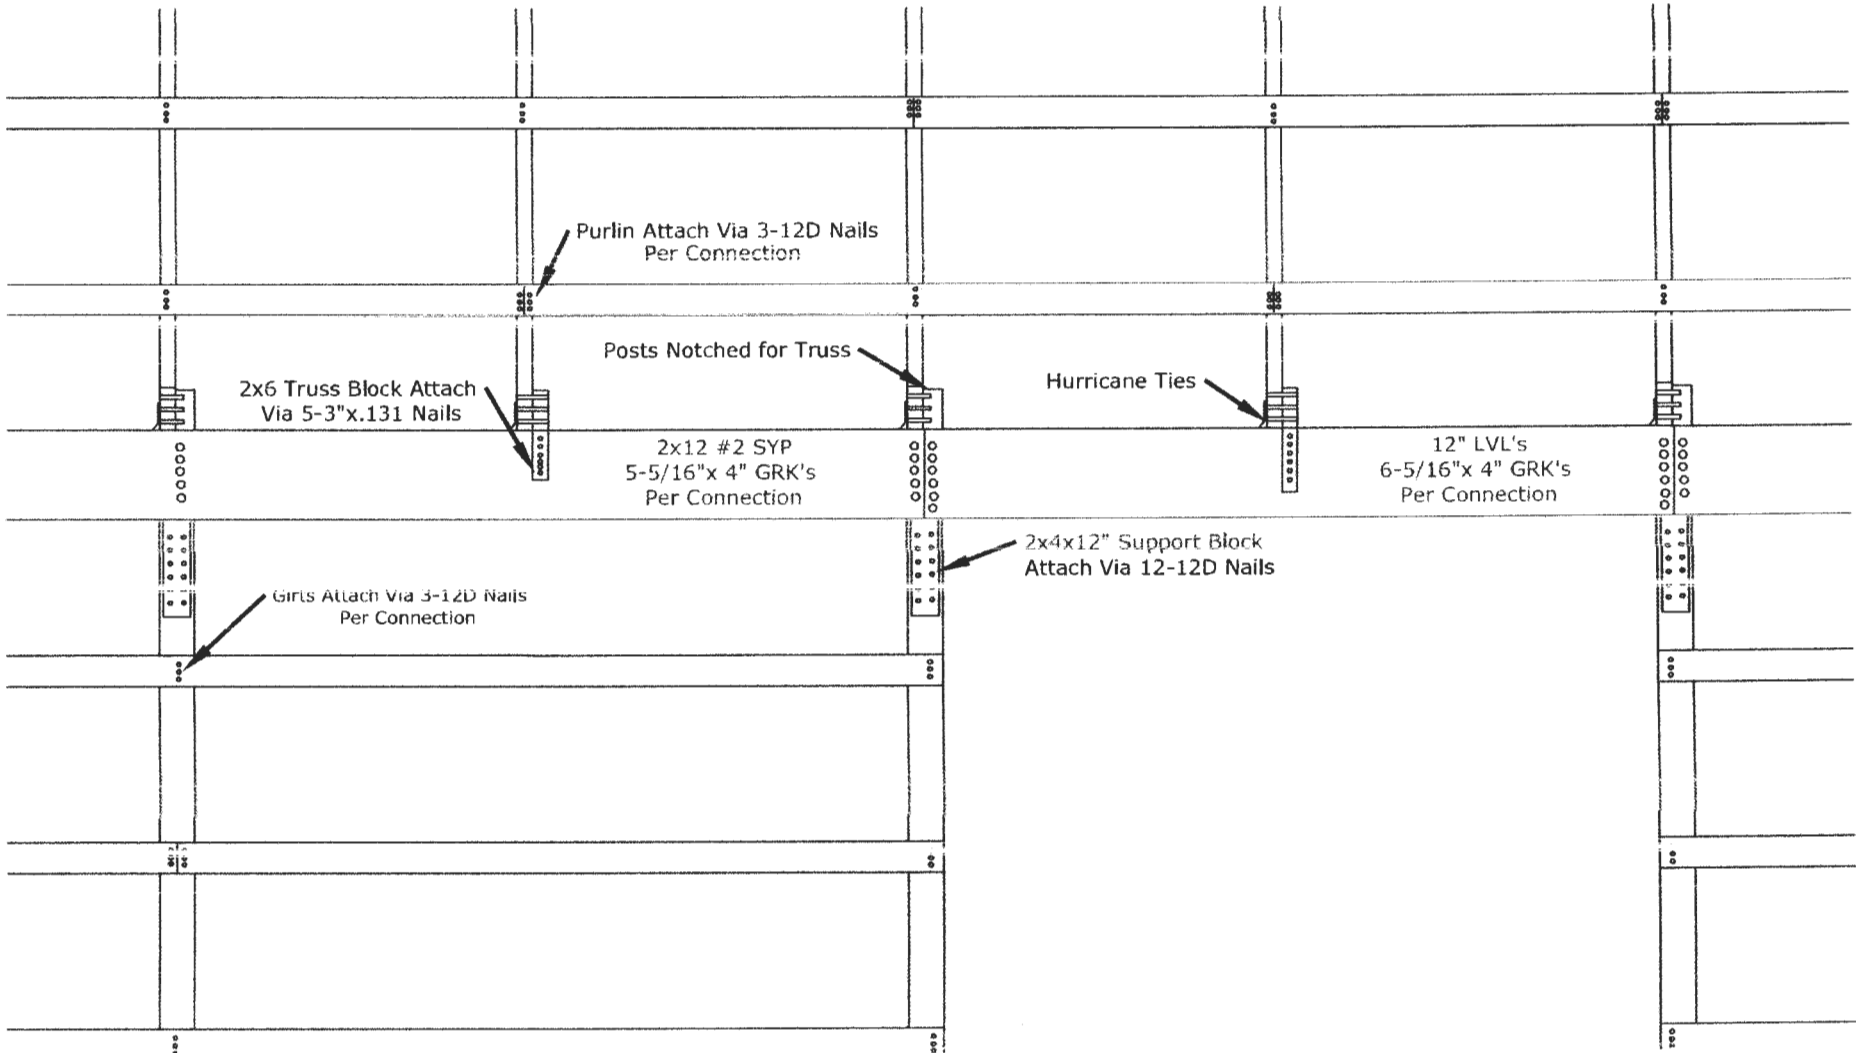 Purlin Attach Via 3-12D Nails
Per Connection
Posts Notched for Truss
Hurricane Ties
2x6 Truss Block Attach
Via 5-3"x.131 Nails
2x12 #2 SYP
5-5/16"x 4" GRK's
Per Connection
12" LVL's
6-5/16"x 4" GRK's
Per Connection
2x4x12" Support Block
Attach Via 12-12D Nails
Girts Attach Via 3-12D Nails
Per Connection